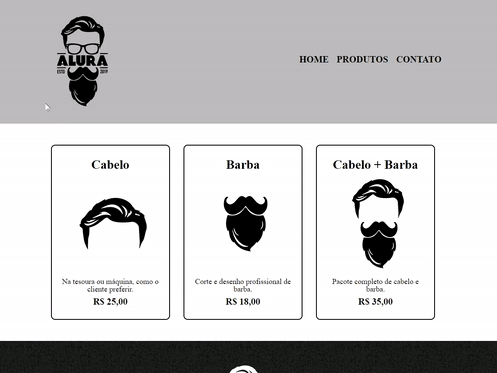 ALURA
ESTD 2019
HOME PRODUTOS CONTATO
Cabelo
Na tesoura ou máquina, como o
cliente preferir.
R$ 25,00
Barba
Corte e desenho profissional de
barba.
R$ 18,00
Cabelo + Barba
Pacote completo de cabelo e
barba.
R$ 35,00